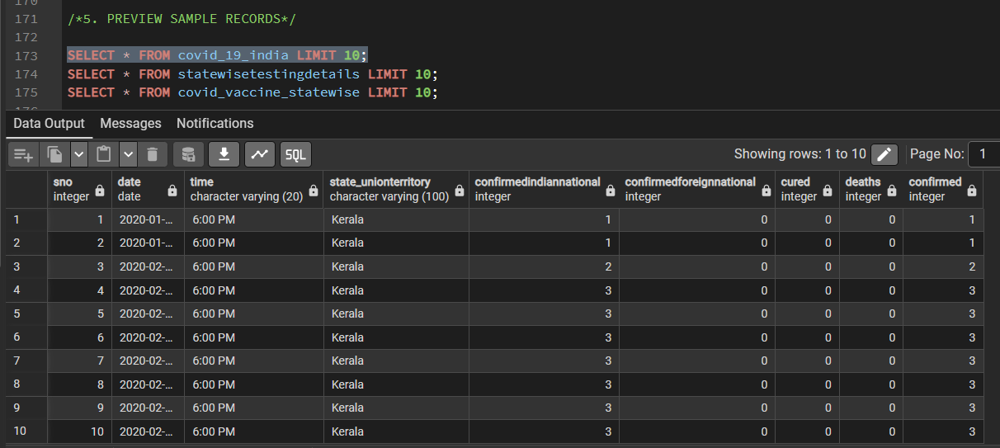 170
171 /*5. PREVIEW SAMPLE RECORDS*/
172
173 SELECT * FROM covid_19_india LIMIT 10;
174 SELECT * FROM statewisetestingdetails LIMIT 10;
175 SELECT * FROM covid_vaccine_statewise LIMIT 10;
176
Data Output Messages Notifications
SQL Showing rows: 1 to 10 Page No: 1
sno date time state_unionterritory confirmedindiannational confirmedforeignnational cured deaths confirmed
integer date character varying (20) character varying (100) integer integer integer integer integer
1 1 2020-01-... 6:00 PM Kerala 1 0 0 0 1
2 2 2020-01-... 6:00 PM Kerala 1 0 0 0 1
3 3 2020-02-... 6:00 PM Kerala 2 0 0 0 2
4 4 2020-02-... 6:00 PM Kerala 3 0 0 0 3
5 5 2020-02-... 6:00 PM Kerala 3 0 0 0 3
6 6 2020-02-... 6:00 PM Kerala 3 0 0 0 3
7 7 2020-02-... 6:00 PM Kerala 3 0 0 0 3
8 8 2020-02-... 6:00 PM Kerala 3 0 0 0 3
9 9 2020-02-... 6:00 PM Kerala 3 0 0 0 3
10 10 2020-02-... 6:00 PM Kerala 3 0 0 0 3